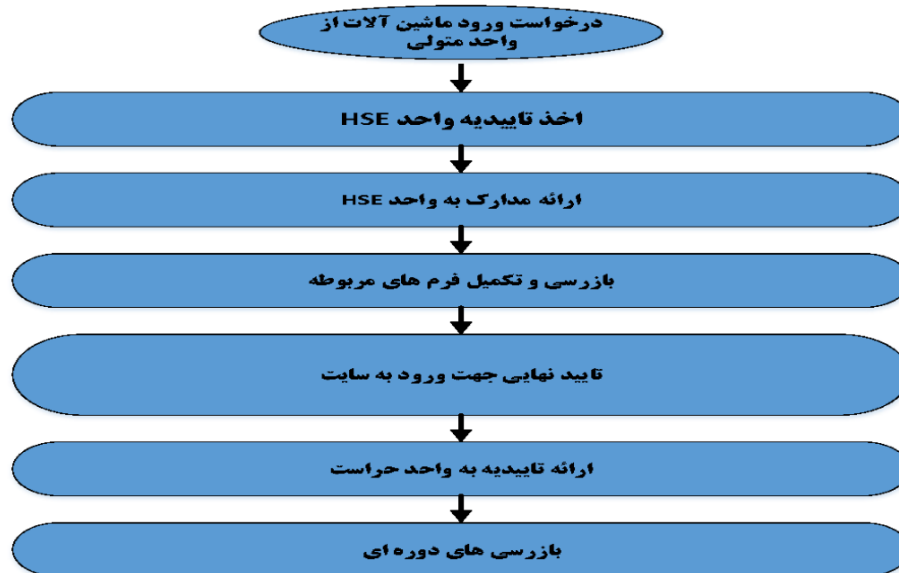 درخواست ورود ماشین آلات از
واحد متولی
اخذ تاییدیه واحد HSE
ارائه مدارک به واحد HSE
بازرسی و تکمیل فرم های مربوطه
تایید نهایی جهت ورود به سایت
ارائه تاییدیه به واحد حراست
بازرسی های دوره ای